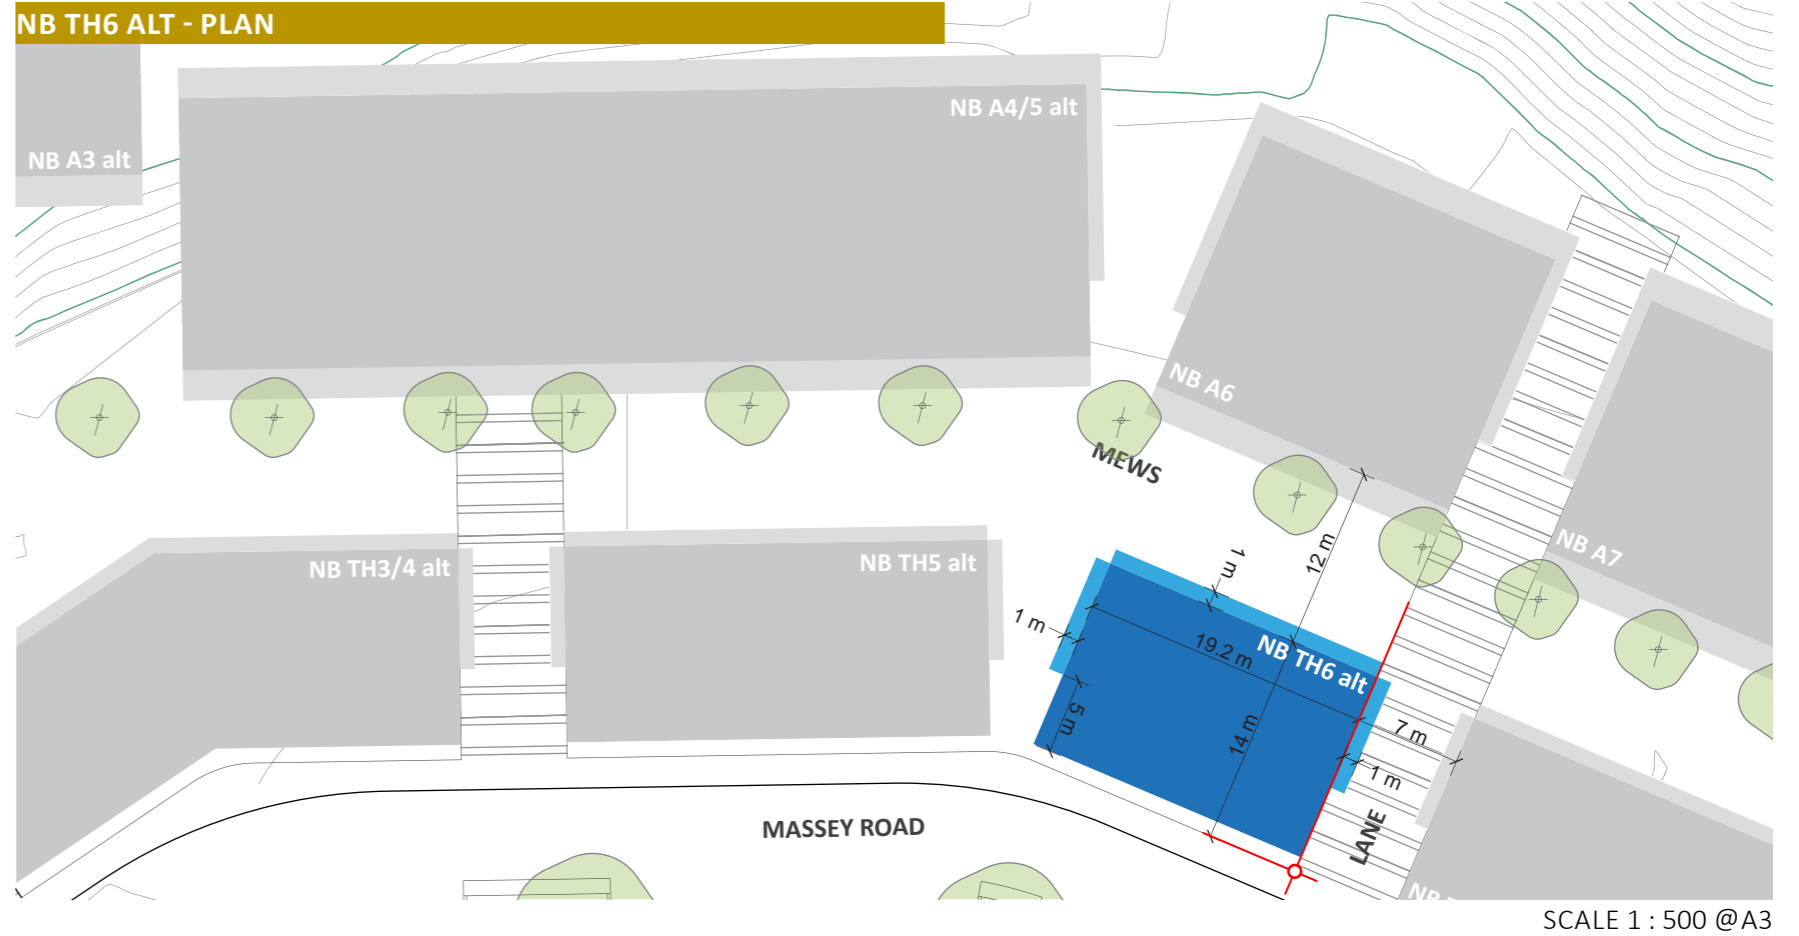 NB TH6 ALT - PLAN
NB A4/5 alt
NB A3 alt
NB A6
MEWS
NB A7
12 m
1 m
NB TH3/4 alt
NB TH5 alt
1 m
19.2 m
NB TH6 alt
5 m
14 m
7 m
1 m
MASSEY ROAD
LANE
NB
SCALE 1 : 500 @A3